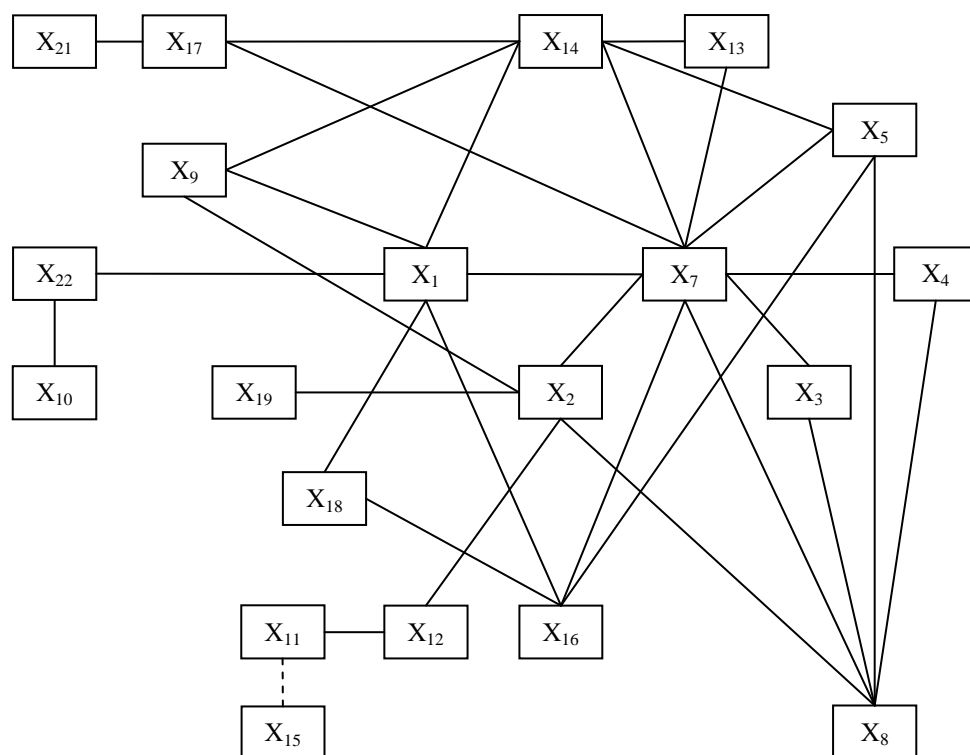 X₂₁ X₁₇ X₁₄ X₁₃
X₅
X₉
X₂₂ X₁ X₇ X₄
X₁₀ X₁₉ X₂ X₃
X₁₈
X₁₁ X₁₂ X₁₆
X₁₅ X₈